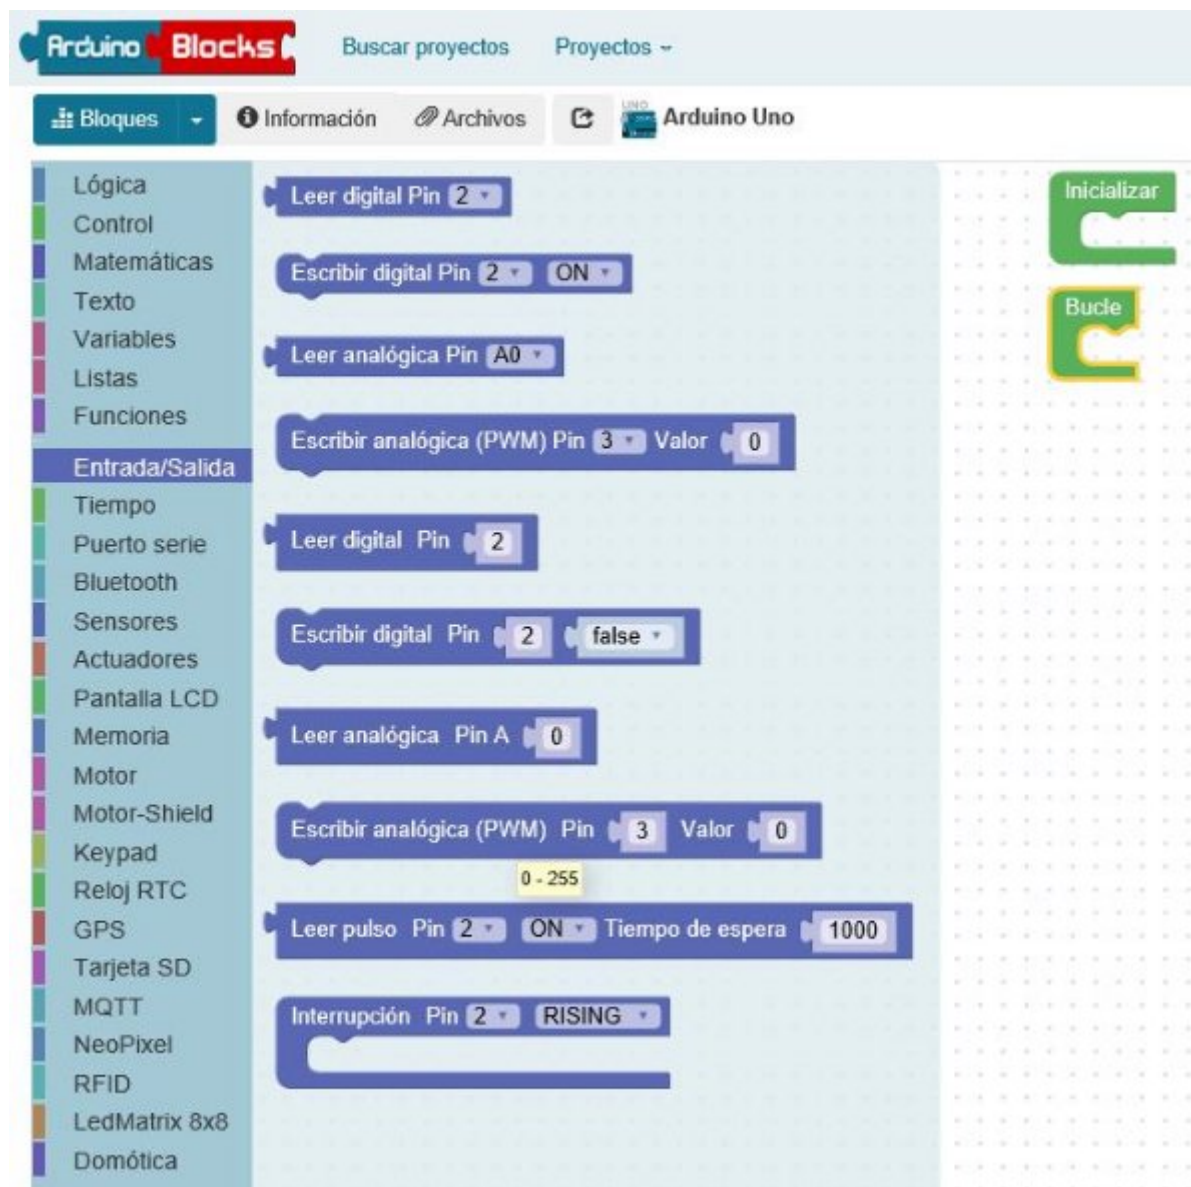 Arduino Blocks Buscar proyectos Proyectos
Bloques Información Archivos UNO Arduino Uno
Lógica
Control
Matemáticas
Texto
Variables
Listas
Funciones
Entrada/Salida
Tiempo
Puerto serie
Bluetooth
Sensores
Actuadores
Pantalla LCD
Memoria
Motor
Motor-Shield
Keypad
Reloj RTC
GPS
Tarjeta SD
MQTT
NeoPixel
RFID
LedMatrix 8x8
Domótica
Leer digital Pin 2
Escribir digital Pin 2 ON
Leer analógica Pin A0
Escribir analógica (PWM) Pin 3 Valor 0
Leer digital Pin 2
Escribir digital Pin 2 false
Leer analógica Pin A 0
Escribir analógica (PWM) Pin 3 Valor 0
0 - 255
Leer pulso Pin 2 ON Tiempo de espera 1000
Interrupción Pin 2 RISING
Inicializar
Bucle